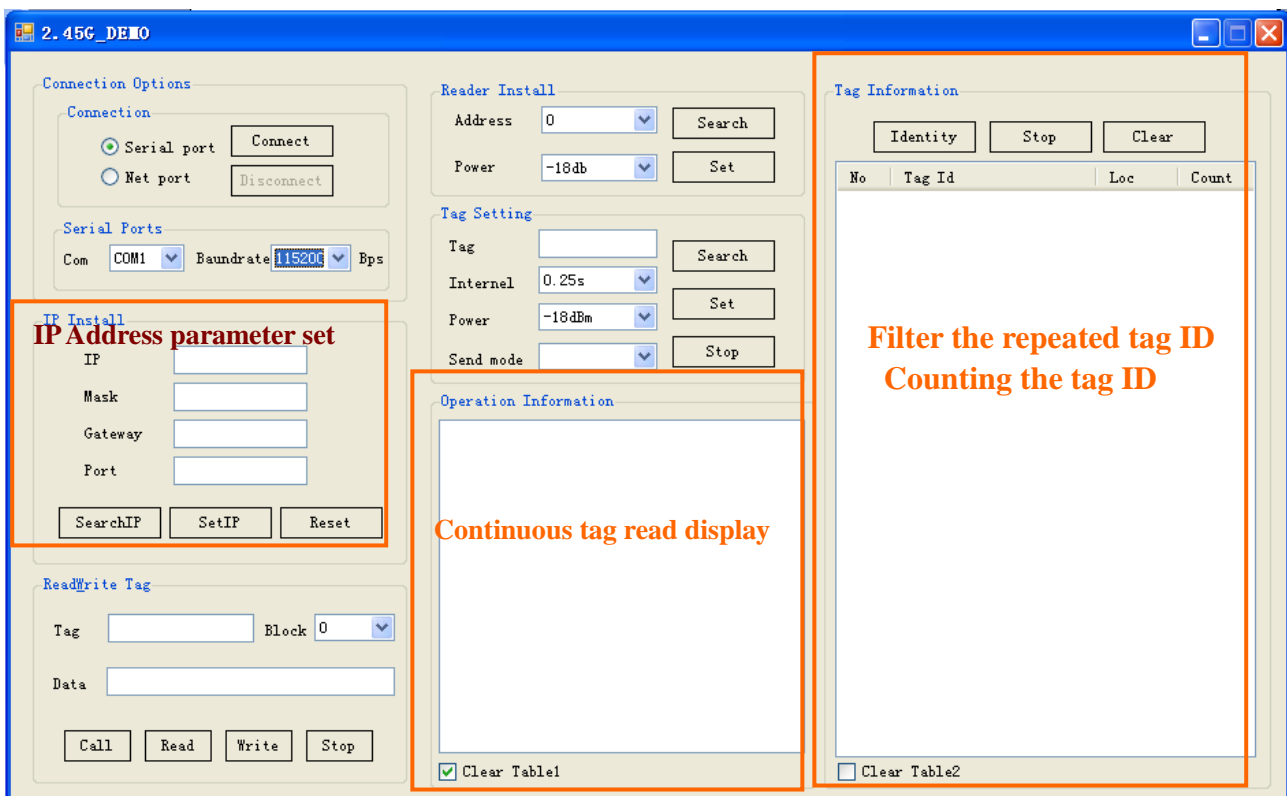 2.45G_DEMO
Connection Options
Connection
Serial port
Connect
Net port
Disconnect
Serial Ports
Com COM1 Baundrate 115200 Bps
IP Install
IP Address parameter set
IP
Mask
Gateway
Port
SearchIP SetIP Reset
ReadWrite Tag
Tag Block 0
Data
Call Read Write Stop
Reader Install
Address 0 Search
Power -18db Set
Tag Setting
Tag Search
Internel 0.25s
Set
Power -18dBm
Send mode Stop
Operation Information
Continuous tag read display
Clear Table1
Tag Information
Identity Stop Clear
No Tag Id Loc Count
Filter the repeated tag ID
Counting the tag ID
Clear Table2